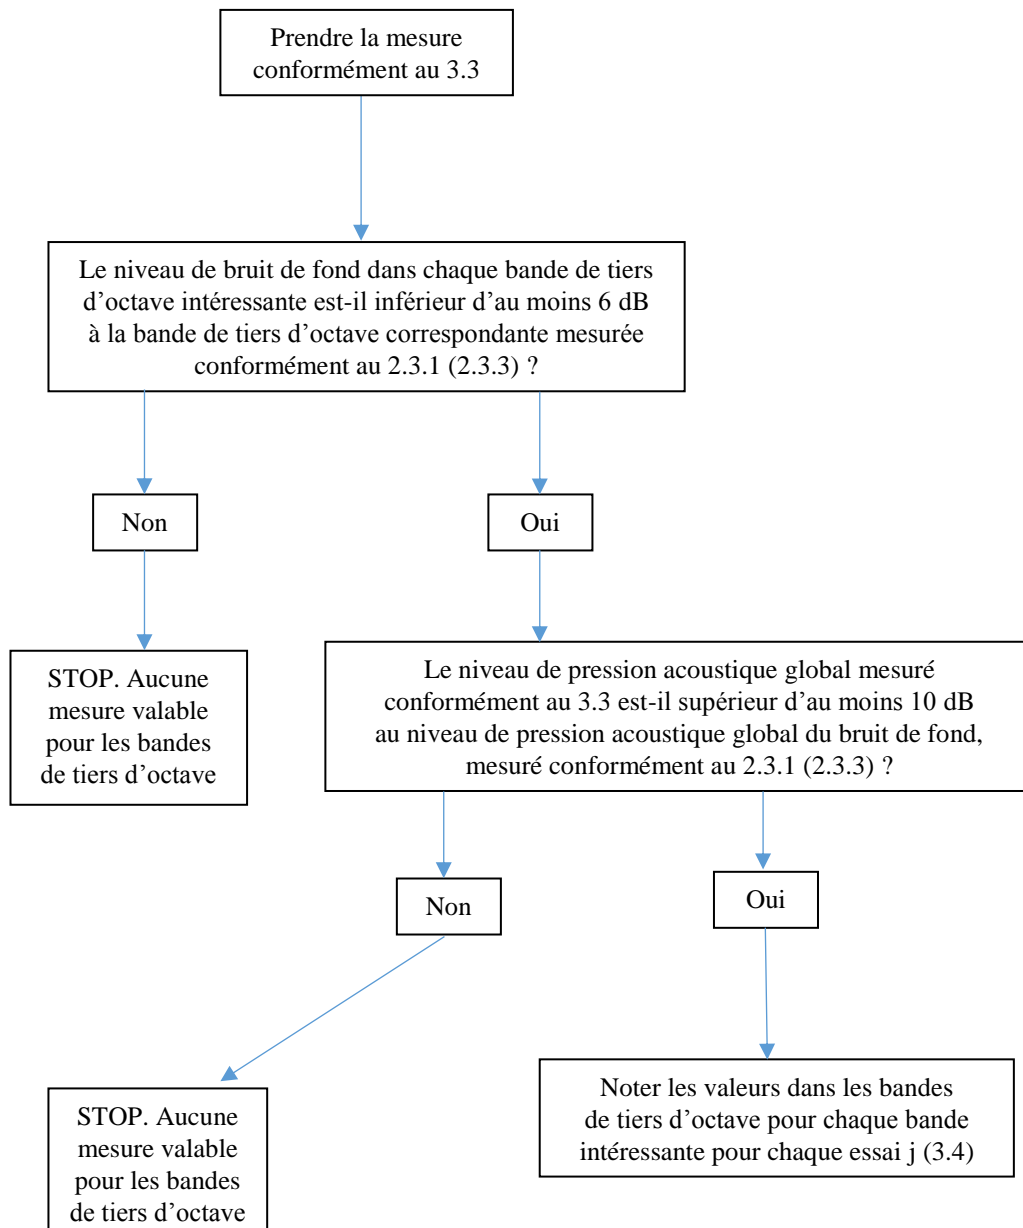 Prendre la mesure
conformément au 3.3
Le niveau de bruit de fond dans chaque bande de tiers
d’octave intéressante est-il inférieur d’au moins 6 dB
à la bande de tiers d’octave correspondante mesurée
conformément au 2.3.1 (2.3.3) ?
Non
Oui
STOP. Aucune
mesure valable
pour les bandes
de tiers d’octave
Le niveau de pression acoustique global mesuré
conformément au 3.3 est-il supérieur d’au moins 10 dB
au niveau de pression acoustique global du bruit de fond,
mesuré conformément au 2.3.1 (2.3.3) ?
Non
Oui
STOP. Aucune
mesure valable
pour les bandes
de tiers d’octave
Noter les valeurs dans les bandes
de tiers d’octave pour chaque bande
intéressante pour chaque essai j (3.4)